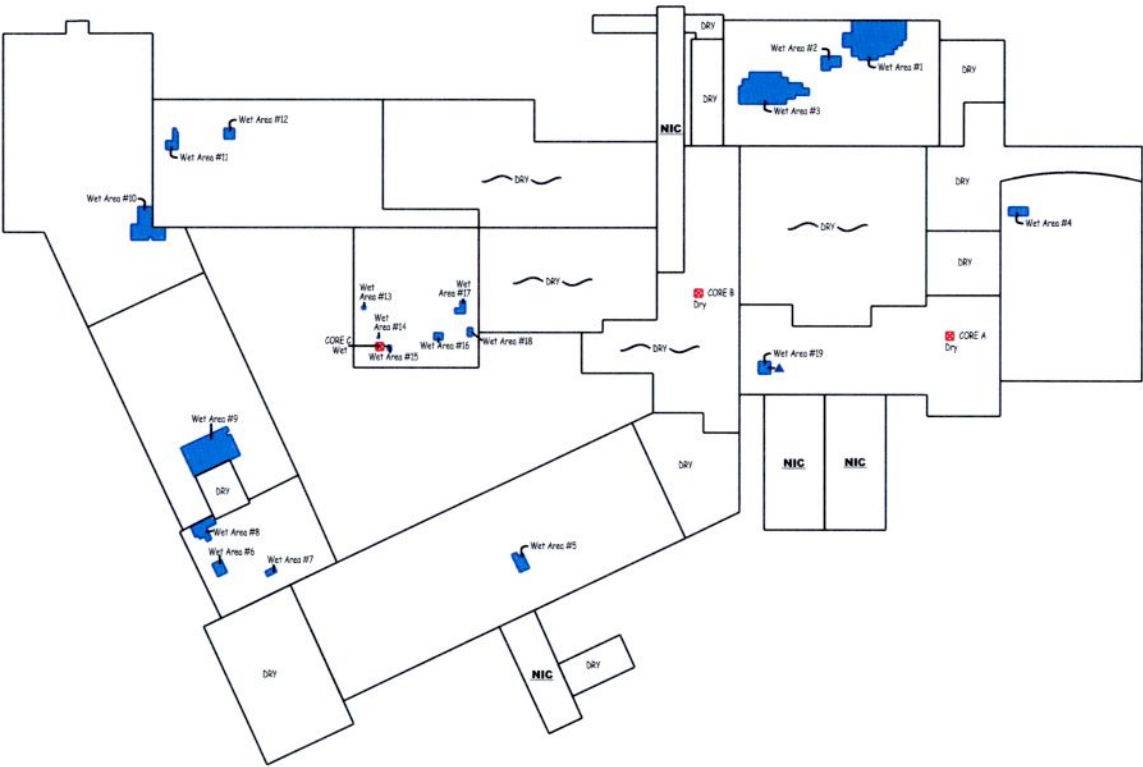 DRY
Wet Area #2
Wet Area #1
DRY
DRY
Wet Area #3
NIC
Wet Area #12
Wet Area #11
DRY
DRY
Wet Area #10
Wet Area #4
DRY
DRY
DRY
Wet
Area #13
Wet
Area #17
CORE B
Dry
Wet
Area #14
CORE C
Wet
Wet Area #15
Wet Area #16
Wet Area #18
DRY
CORE A
Dry
Wet Area #19
Wet Area #9
DRY
NIC
NIC
DRY
Wet Area #8
Wet Area #6
Wet Area #7
Wet Area #5
DRY
NIC
DRY